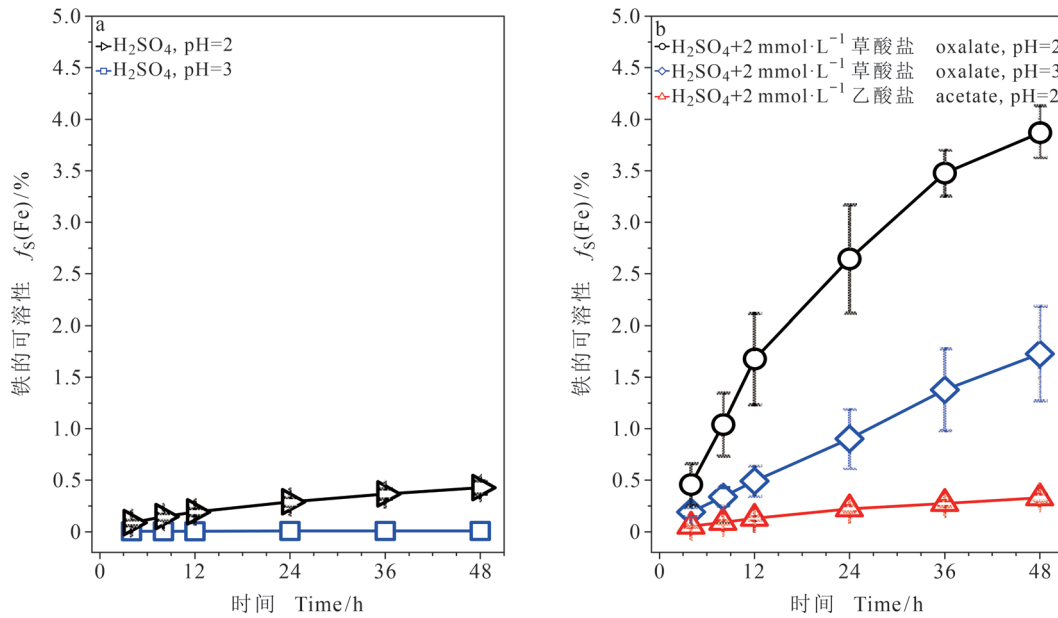 a
H₂SO₄, pH=2
H₂SO₄, pH=3
5.0
4.5
4.0
3.5
3.0
2.5
2.0
1.5
1.0
0.5
0
铁的可溶性 fS(Fe)/%
0 12 24 36 48
时间 Time/h
b
H₂SO₄+2 mmol·L⁻¹ 草酸盐 oxalate, pH=2
H₂SO₄+2 mmol·L⁻¹ 草酸盐 oxalate, pH=3
H₂SO₄+2 mmol·L⁻¹ 乙酸盐 acetate, pH=2
5.0
4.5
4.0
3.5
3.0
2.5
2.0
1.5
1.0
0.5
0
铁的可溶性 fS(Fe)/%
0 12 24 36 48
时间 Time/h